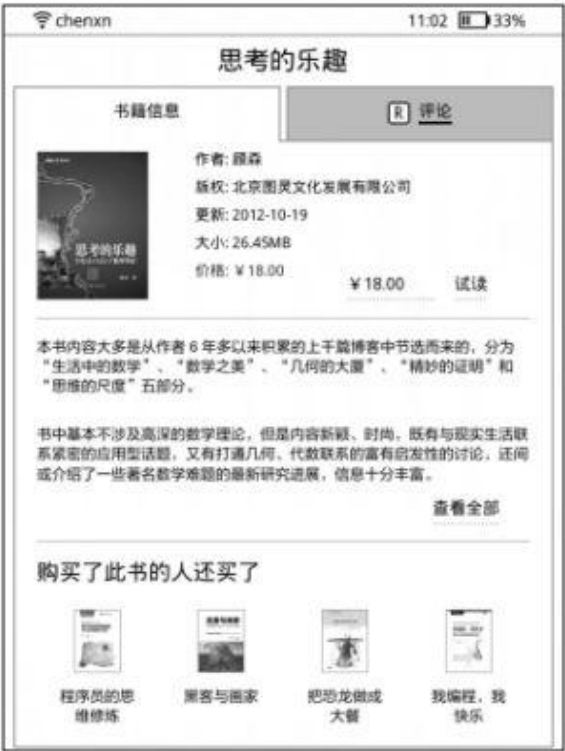 chenxn 11:02 33%
思考的乐趣
书籍信息 R 评论
作者: 顾森
版权: 北京图灵文化发展有限公司
更新: 2012-10-19
大小: 26.45MB
价格: ¥18.00
¥18.00 试读
思考的乐趣
本书内容大多是从作者 6 年多以来积累的上千篇博客中节选而来的，分为
“生活中的数学”、“数学之美”、“几何的大厦”、“精妙的证明”和
“思维的尺度”五部分。
书中基本不涉及高深的数学理论，但是内容新颖、时尚，既有与现实生活联
系紧密的应用型话题，又有打通几何、代数联系的富有启发性的讨论，还间
或介绍了一些著名数学难题的最新研究进展，信息十分丰富。
查看全部
购买了此书的人还买了
程序员的思 黑客与画家 把恐龙做成 我编程，我
维修炼 大餐 快乐